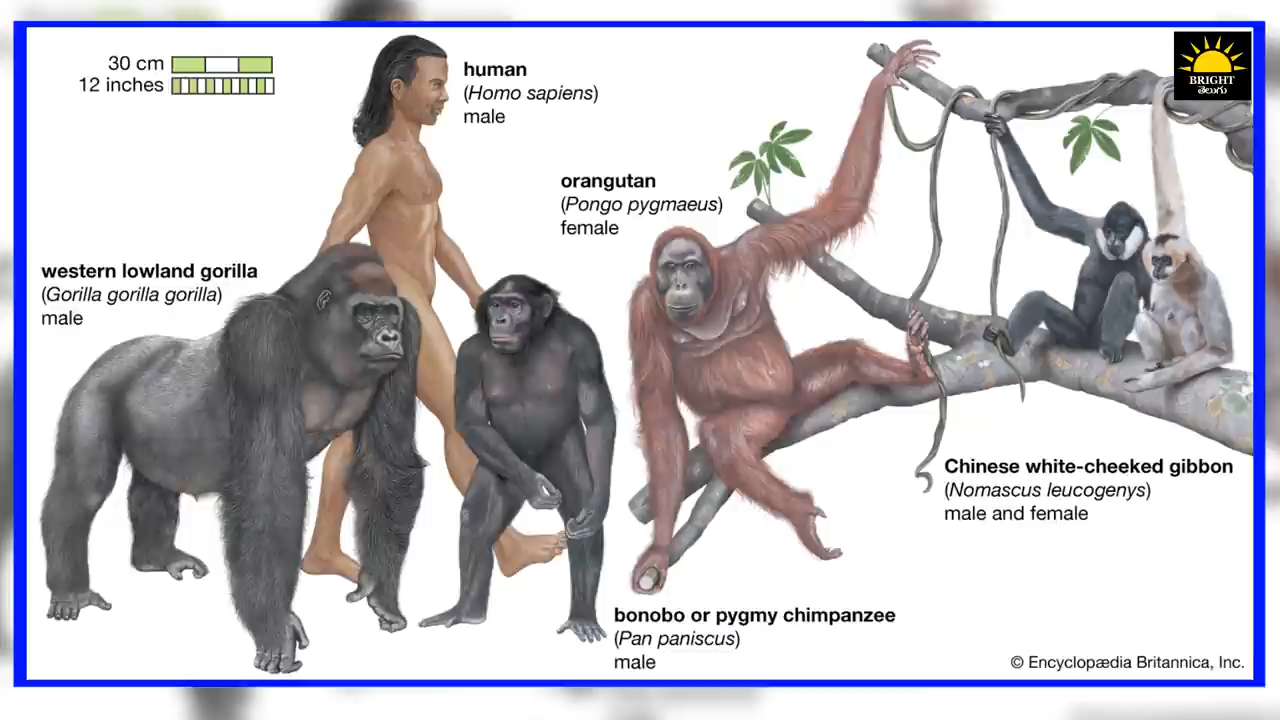 30 cm
12 inches
human
(Homo sapiens)
male
BRIGHT
తెలుగు
orangutan
(Pongo pygmaeus)
female
western lowland gorilla
(Gorilla gorilla gorilla)
male
Chinese white-cheeked gibbon
(Nomascus leucogenys)
male and female
bonobo or pygmy chimpanzee
(Pan paniscus)
male
© Encyclopædia Britannica, Inc.